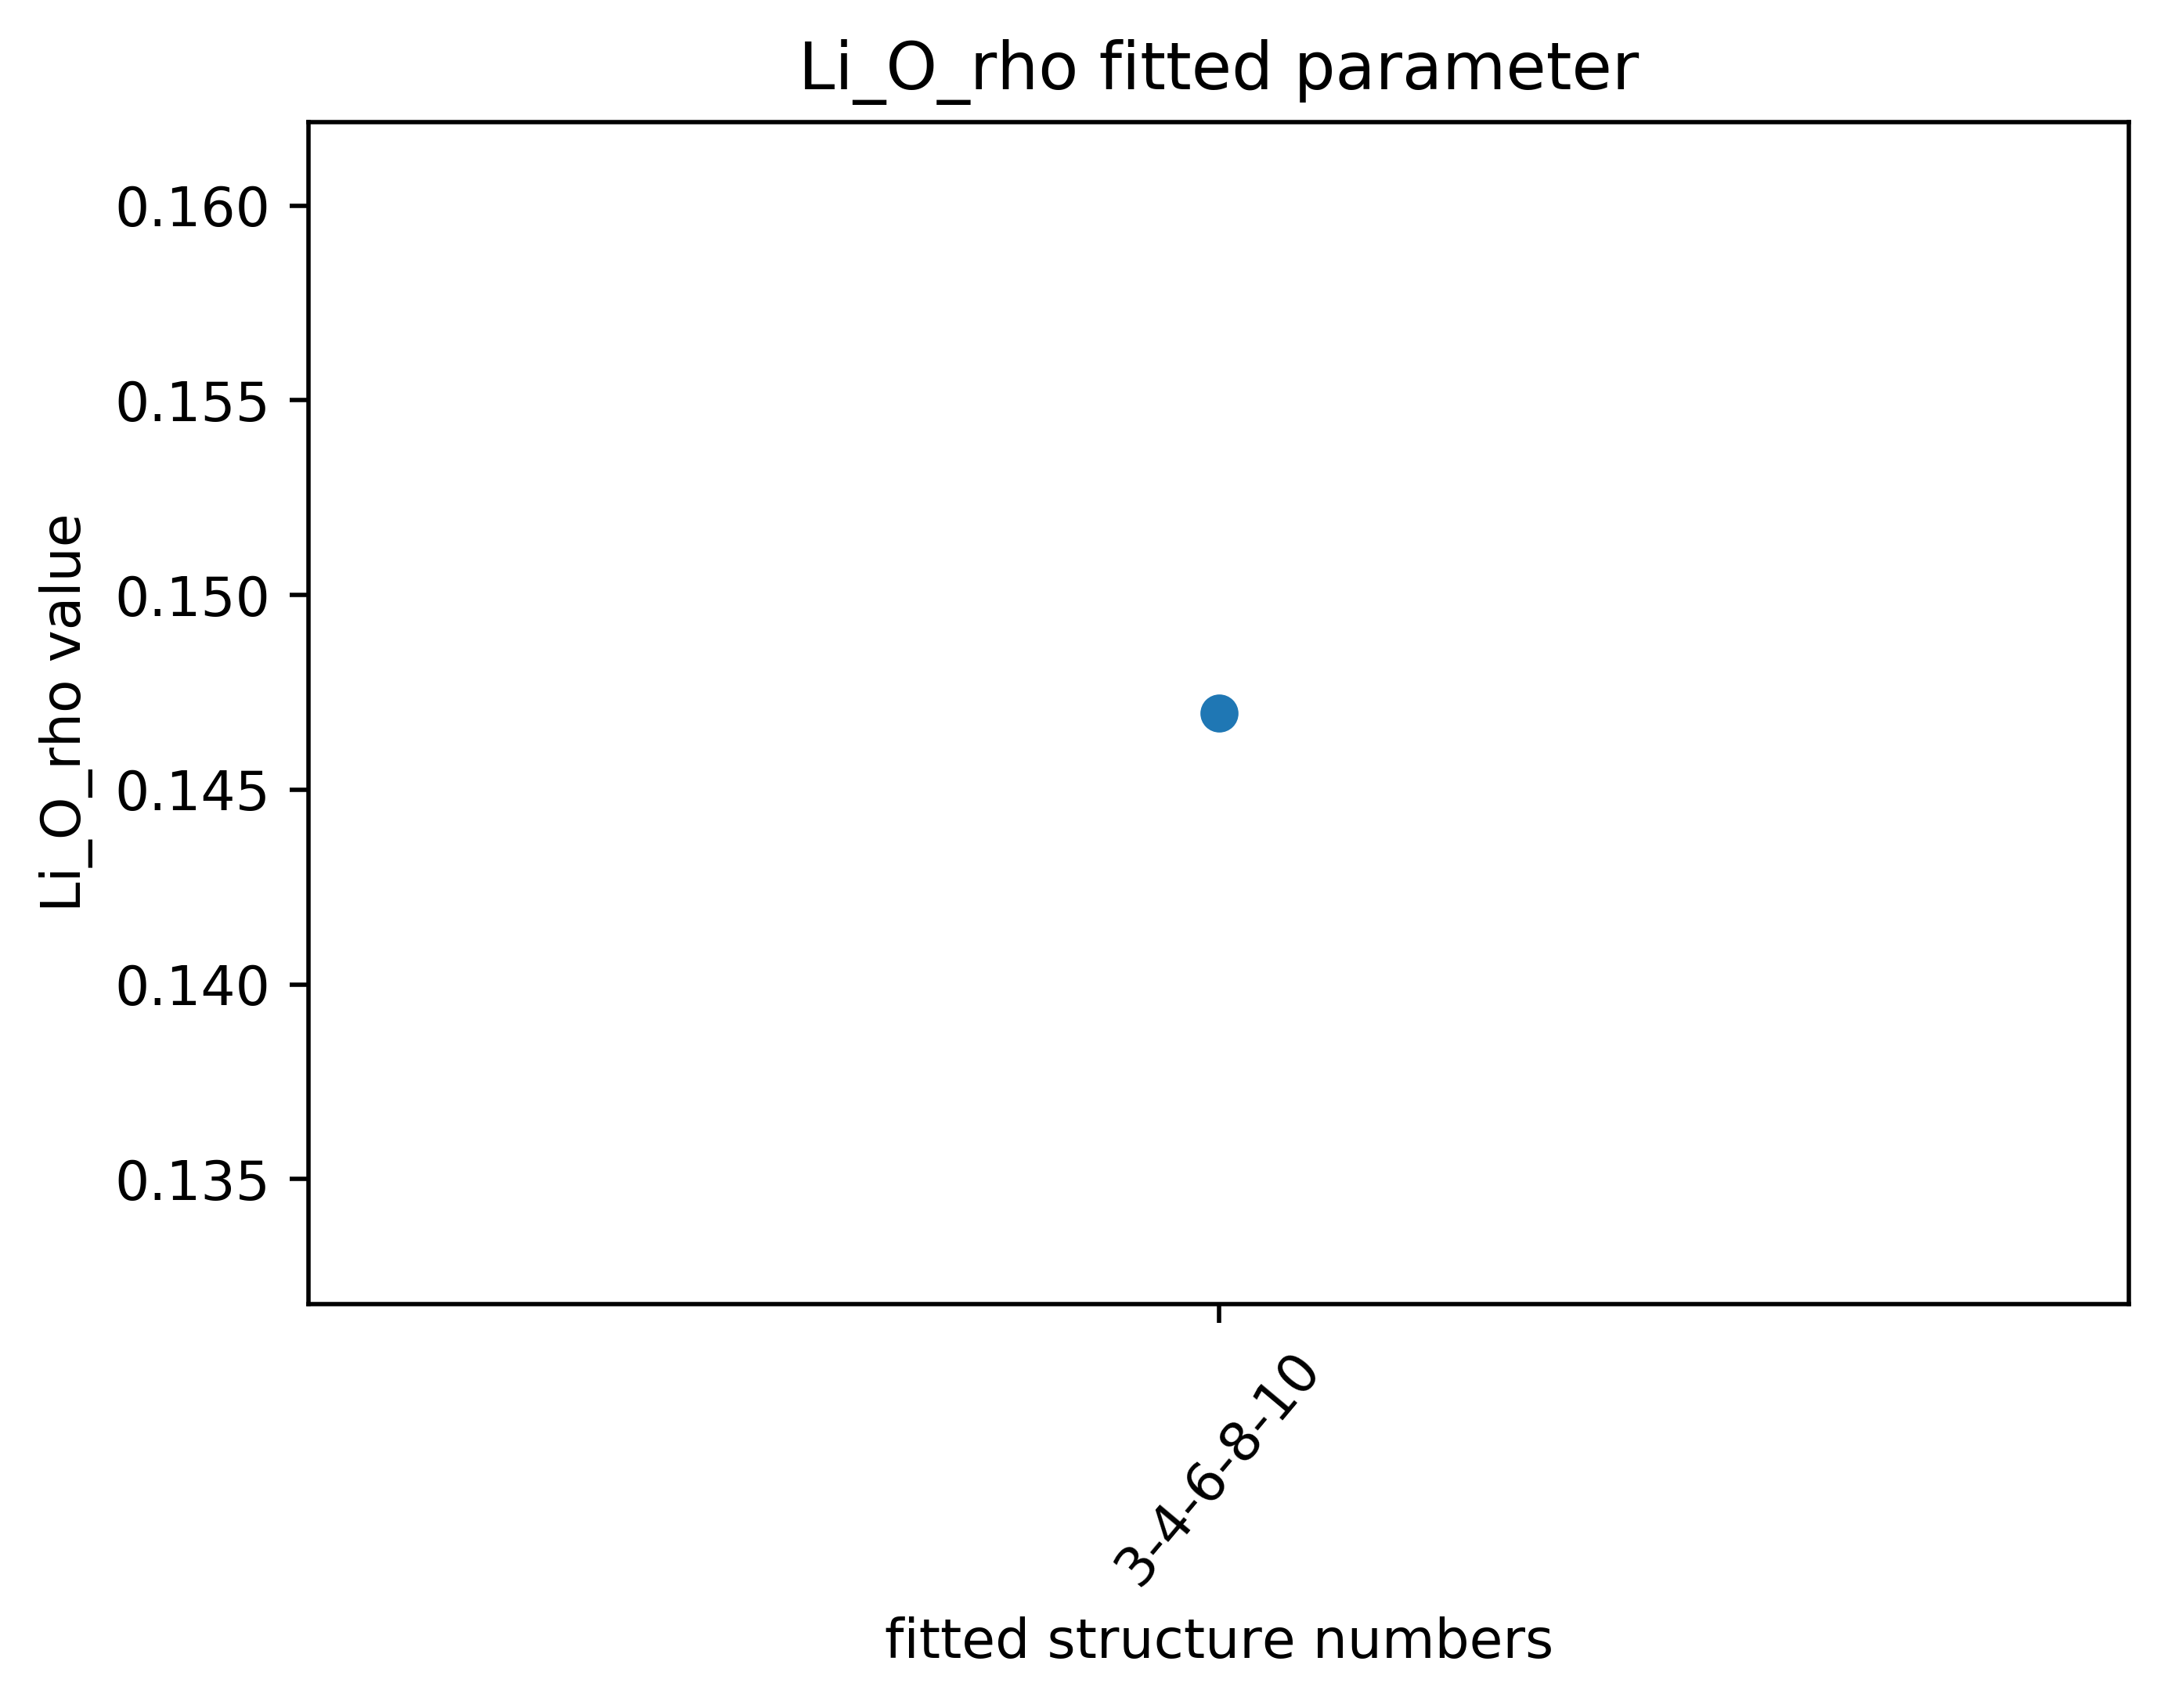 Li_O_rho fitted parameter
Li_O_rho value
0.160
0.155
0.150
0.145
0.140
0.135
3-4-6-8-10
fitted structure numbers